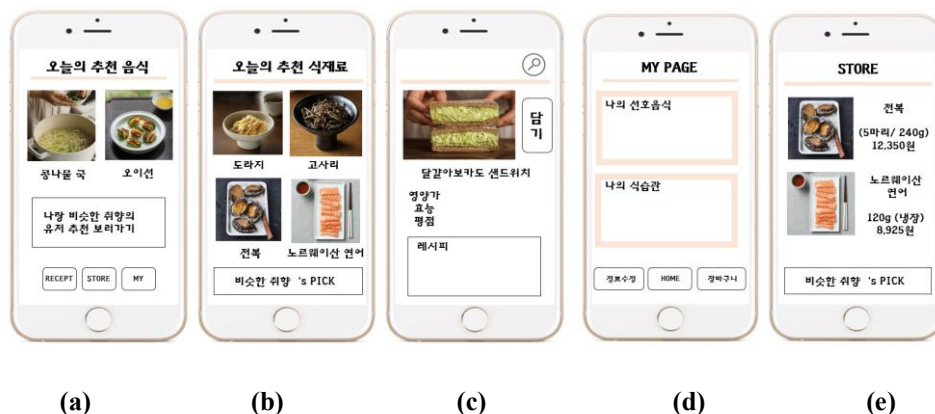 오늘의 추천 음식
콩나물 국
오이선
나랑 비슷한 취향의
유저 추천 보러가기
RECEPT
STORE
MY
오늘의 추천 식재료
도라지
고사리
전복
노르웨이산 연어
비슷한 취향 's PICK
담
기
달걀아보카도 샌드위치
영양가
효능
평점
레시피
MY PAGE
나의 선호음식
나의 식습관
정보수정
HOME
장바구니
STORE
전복
(5마리/ 240g)
12,350원
노르웨이산
연어
120g (냉장)
8,925원
비슷한 취향 's PICK
(a)
(b)
(c)
(d)
(e)